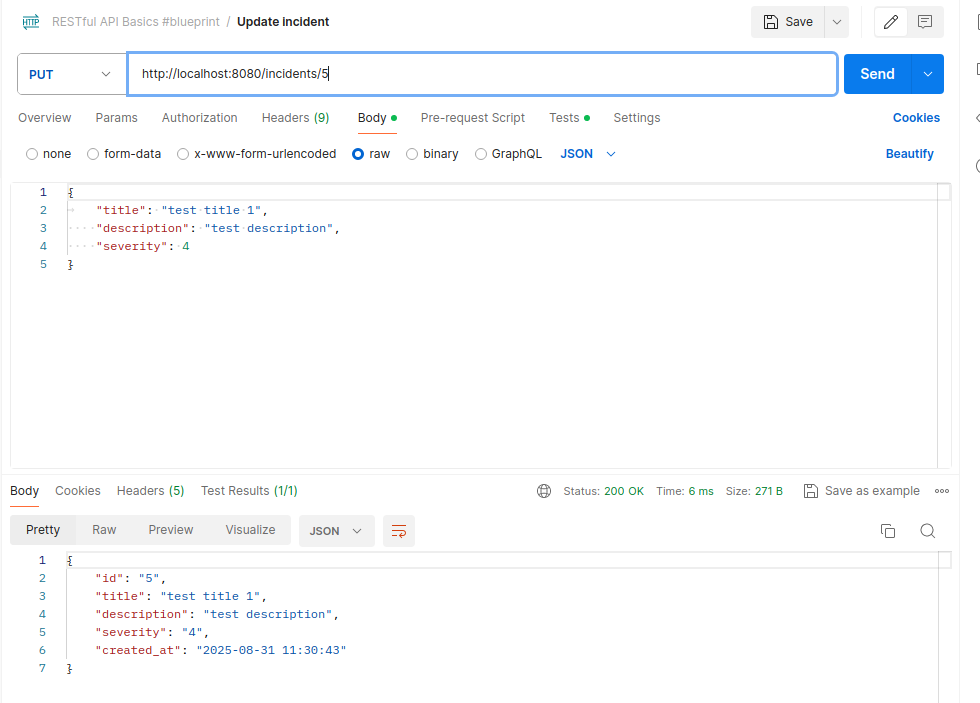 HTTP RESTful API Basics #blueprint / Update incident Save
PUT http://localhost:8080/incidents/5 Send
Overview Params Authorization Headers (9) Body Pre-request Script Tests Settings Cookies
none form-data x-www-form-urlencoded raw binary GraphQL JSON Beautify
1 {
2 "title": "test title 1",
3 "description": "test description",
4 "severity": 4
5 }
Body Cookies Headers (5) Test Results (1/1) Status: 200 OK Time: 6 ms Size: 271 B Save as example
Pretty Raw Preview Visualize JSON
1 {
2 "id": "5",
3 "title": "test title 1",
4 "description": "test description",
5 "severity": "4",
6 "created_at": "2025-08-31 11:30:43"
7 }